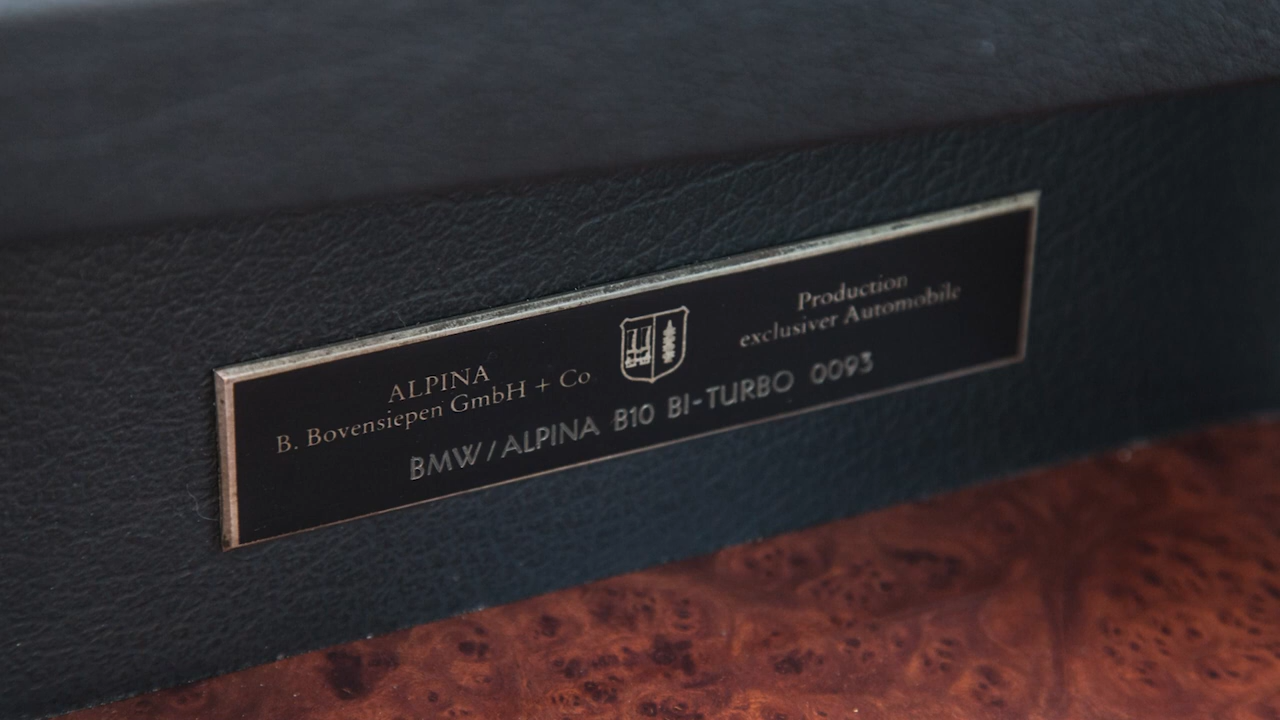 ALPINA
B. Bovensiepen GmbH + Co
Production
exclusiver Automobile
BMW/ALPINA B10 BI-TURBO 0093